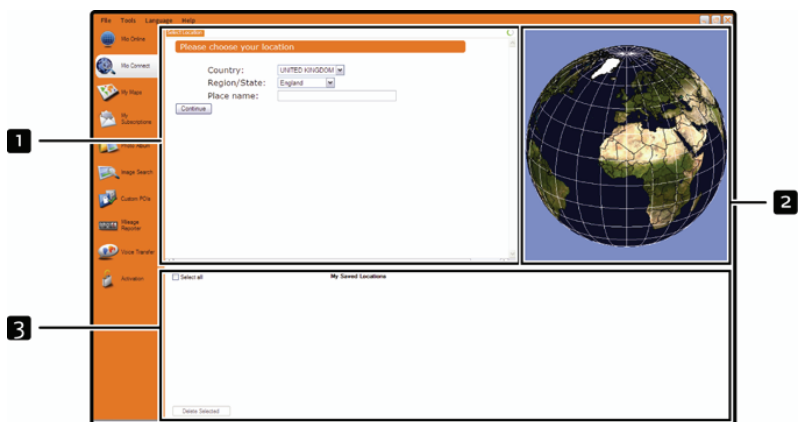 File Tools Language Help
Mio Online
Mio Connect
My Maps
My
Subscriptions
Photo Album
Image Search
Custom POIs
Mileage
Reporter
Voice Transfer
Activation
Select Location
Please choose your location
Country: UNITED KINGDOM
Region/State: England
Place name:
Continue
Select all My Saved Locations
Delete Selected
1
2
3